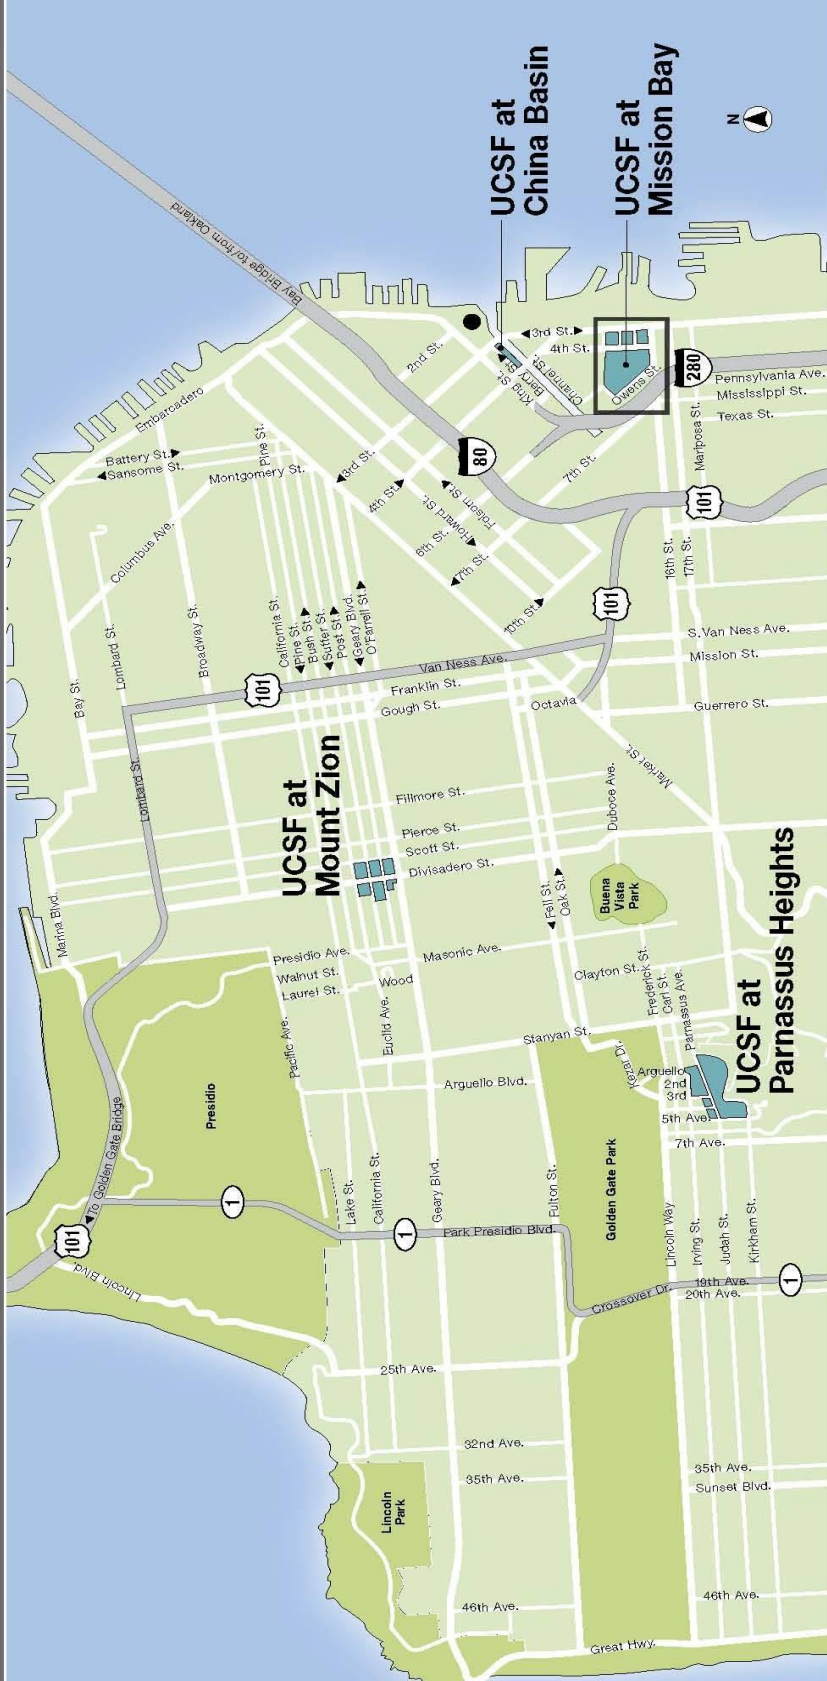 Bay Bridge to/from Oakland
UCSF at
China Basin
UCSF at
Mission Bay
N
Embarcadero
2nd St.
3rd St.
4th St.
King St.
Berry St.
Channel St.
Owens St.
280
Pennsylvania Ave.
Mississippi St.
Texas St.
Mariposa St.
Battery St.
Sansome St.
Pine St.
Montgomery St.
3rd St.
4th St.
80
7th St.
Columbus Ave.
Folsom St.
Howard St.
6th St.
7th St.
10th St.
101
16th St.
17th St.
101
Bay St.
Lombard St.
Broadway St.
California St.
Pine St.
Bush St.
Sutter St.
Post St.
Geary Blvd.
O'Farrell St.
101
Van Ness Ave.
Franklin St.
Gough St.
Octavia
S.Van Ness Ave.
Mission St.
Guerrero St.
Market St.
Lombard St.
UCSF at
Mount Zion
Fillmore St.
Pierce St.
Scott St.
Divisadero St.
Duboce Ave.
Buena
Vista
Park
Fell St.
Oak St.
Marina Blvd.
Presidio Ave.
Walnut St.
Laurel St.
Wood
Euclid Ave.
Masonic Ave.
Clayton St.
Frederick St.
Carl St.
Parnassus Ave.
UCSF at
Parnassus Heights
Pacific Ave.
Stanyan St.
Kezar Dr.
Arguello
2nd
3rd
5th Ave.
7th Ave.
Arguello Blvd.
Presidio
To Golden Gate Bridge
101
Lincoln Blvd.
1
Lake St.
California St.
Geary Blvd.
1
Park Presidio Blvd.
Fulton St.
Golden Gate Park
Lincoln Way
Irving St.
Judah St.
Kirkham St.
Crossover Dr.
19th Ave.
20th Ave.
1
25th Ave.
32nd Ave.
35th Ave.
Lincoln
Park
35th Ave.
Sunset Blvd.
46th Ave.
46th Ave.
Great Hwy.